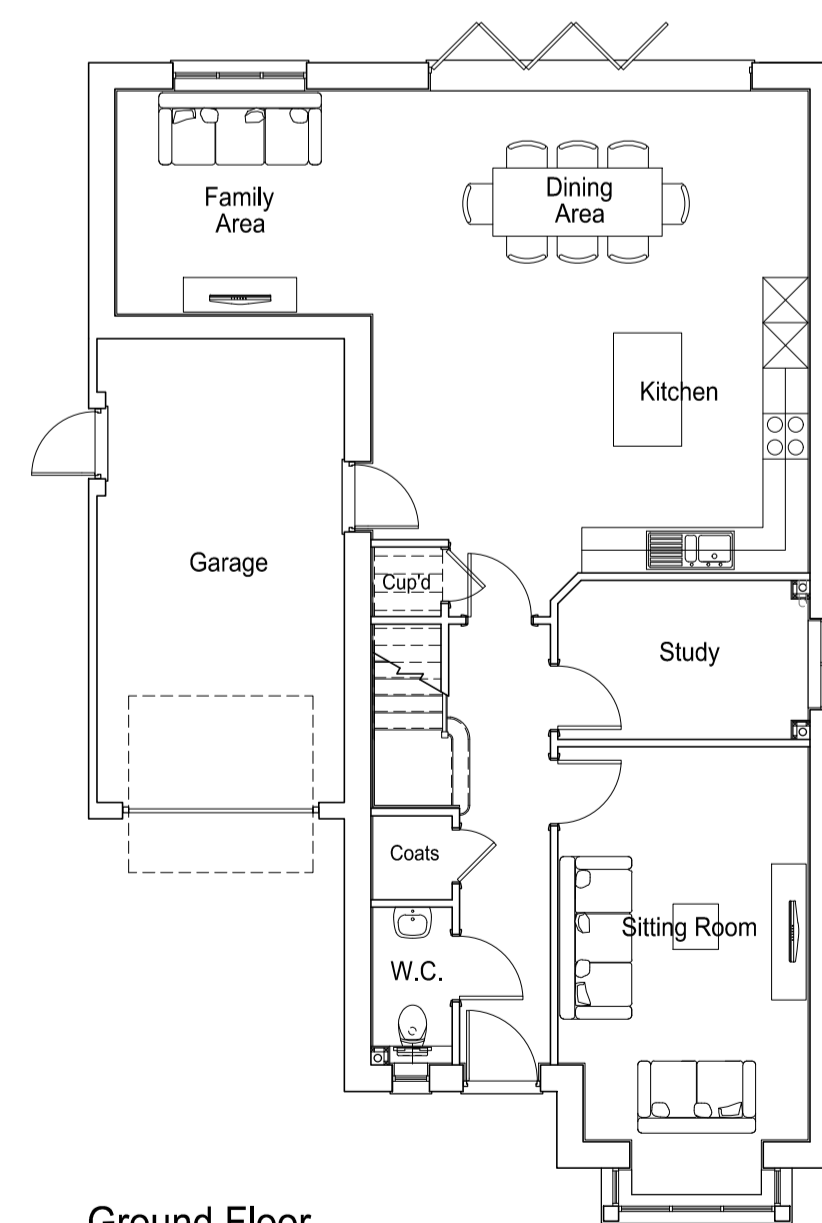 Family
Area
Dining
Area
Kitchen
Garage
Cup'd
Study
Coats
Sitting Room
W.C.
Ground Floor